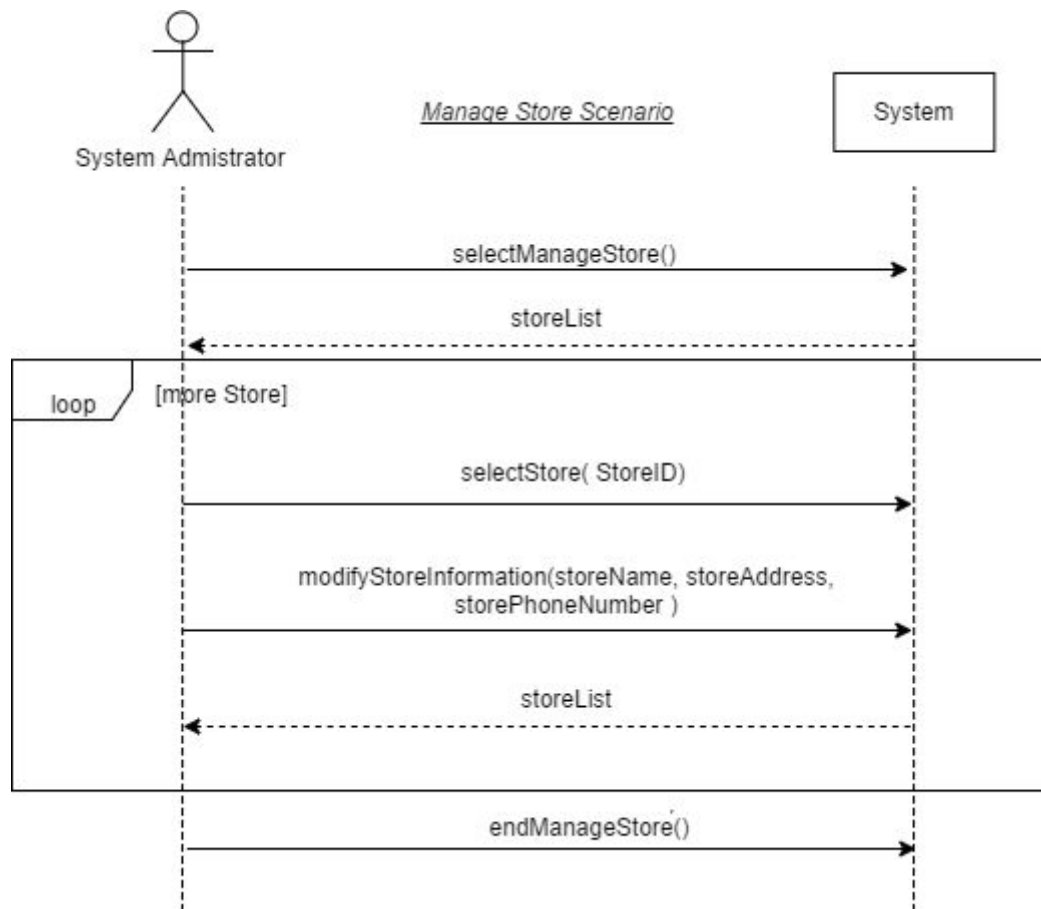 Manage Store Scenario
System
System Admistrator
selectManageStore()
storeList
loop
[more Store]
selectStore( StoreID)
modifyStoreInformation(storeName, storeAddress,
storePhoneNumber )
storeList
endManageStore()